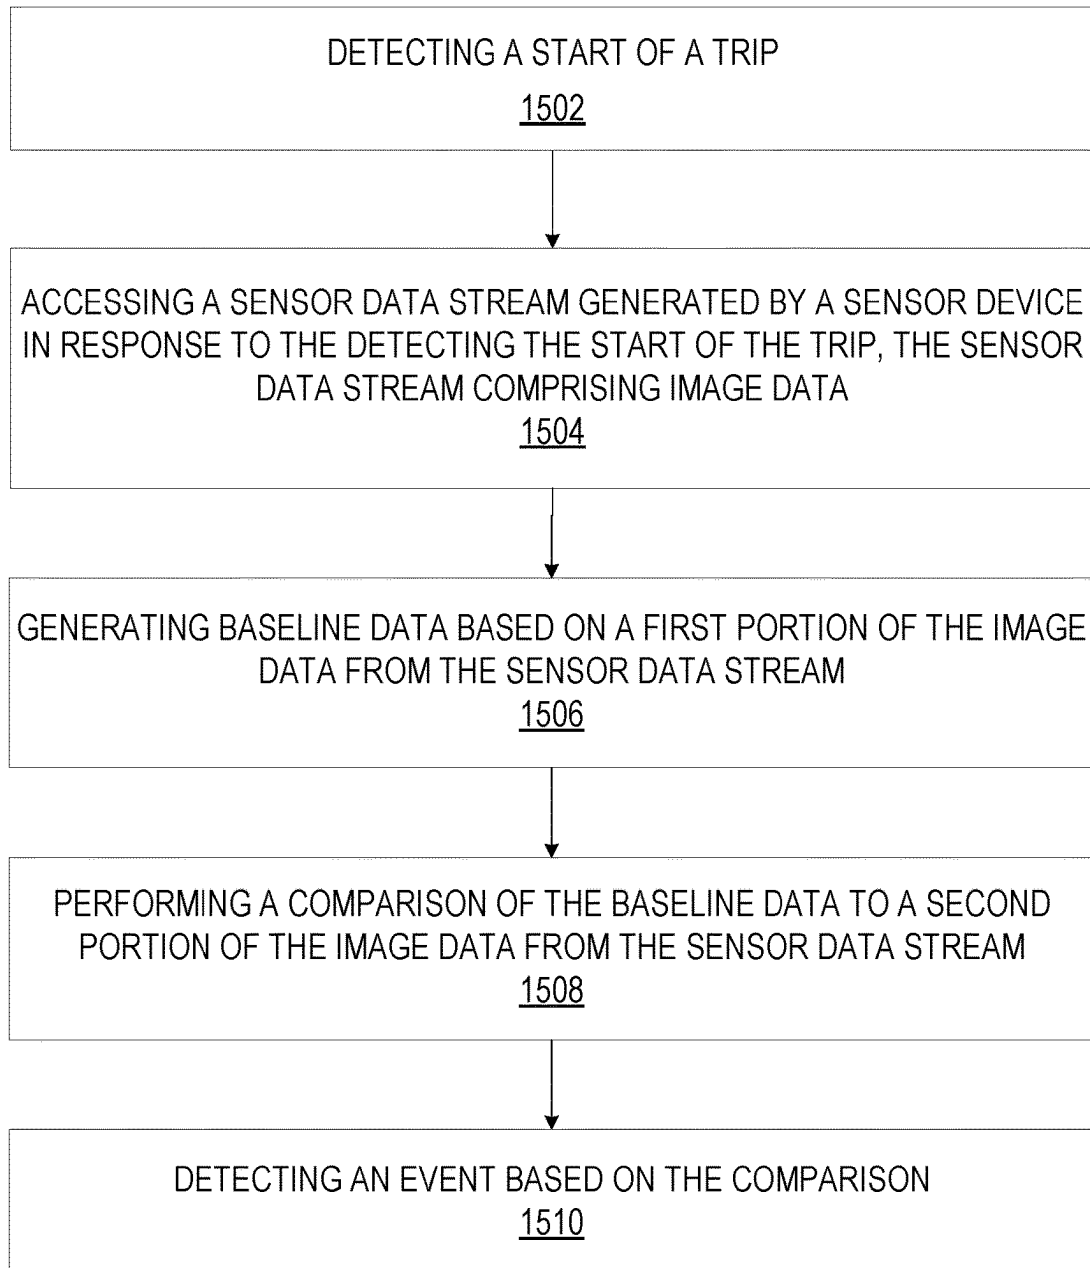 DETECTING A START OF A TRIP
1502
ACCESSING A SENSOR DATA STREAM GENERATED BY A SENSOR DEVICE
IN RESPONSE TO THE DETECTING THE START OF THE TRIP, THE SENSOR
DATA STREAM COMPRISING IMAGE DATA
1504
GENERATING BASELINE DATA BASED ON A FIRST PORTION OF THE IMAGE
DATA FROM THE SENSOR DATA STREAM
1506
PERFORMING A COMPARISON OF THE BASELINE DATA TO A SECOND
PORTION OF THE IMAGE DATA FROM THE SENSOR DATA STREAM
1508
DETECTING AN EVENT BASED ON THE COMPARISON
1510